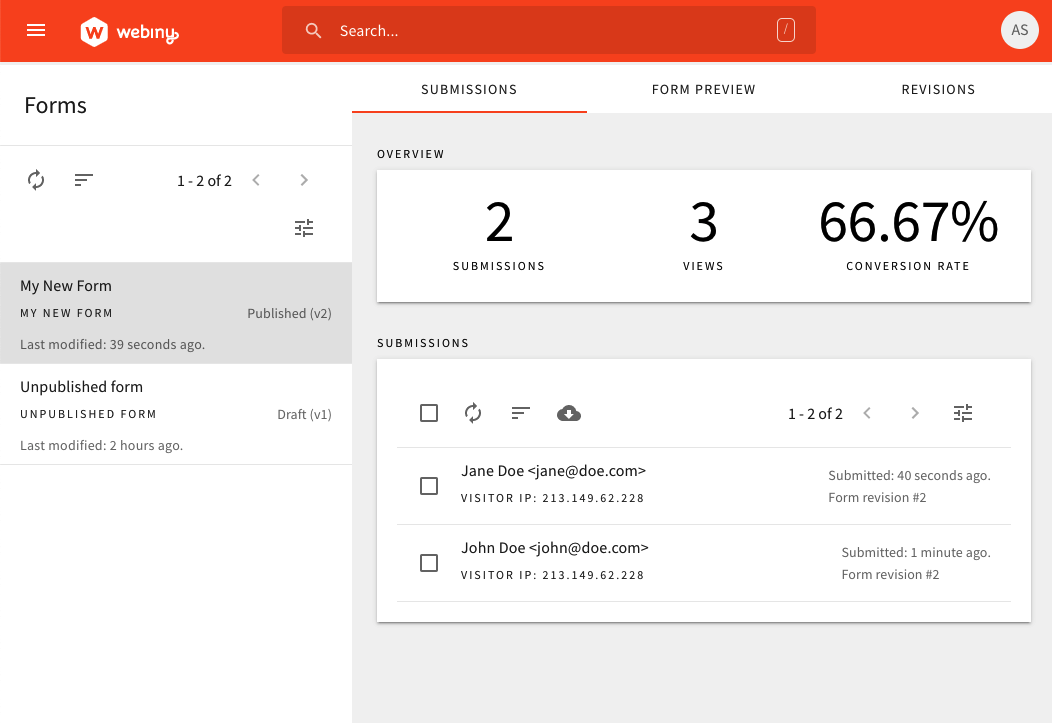 webiny
Search...
/
AS
Forms
1 - 2 of 2
My New Form
MY NEW FORM
Published (v2)
Last modified: 39 seconds ago.
Unpublished form
UNPUBLISHED FORM
Draft (v1)
Last modified: 2 hours ago.
SUBMISSIONS
FORM PREVIEW
REVISIONS
OVERVIEW
2
SUBMISSIONS
3
VIEWS
66.67%
CONVERSION RATE
SUBMISSIONS
1 - 2 of 2
Jane Doe <jane@doe.com>
VISITOR IP: 213.149.62.228
Submitted: 40 seconds ago.
Form revision #2
John Doe <john@doe.com>
VISITOR IP: 213.149.62.228
Submitted: 1 minute ago.
Form revision #2